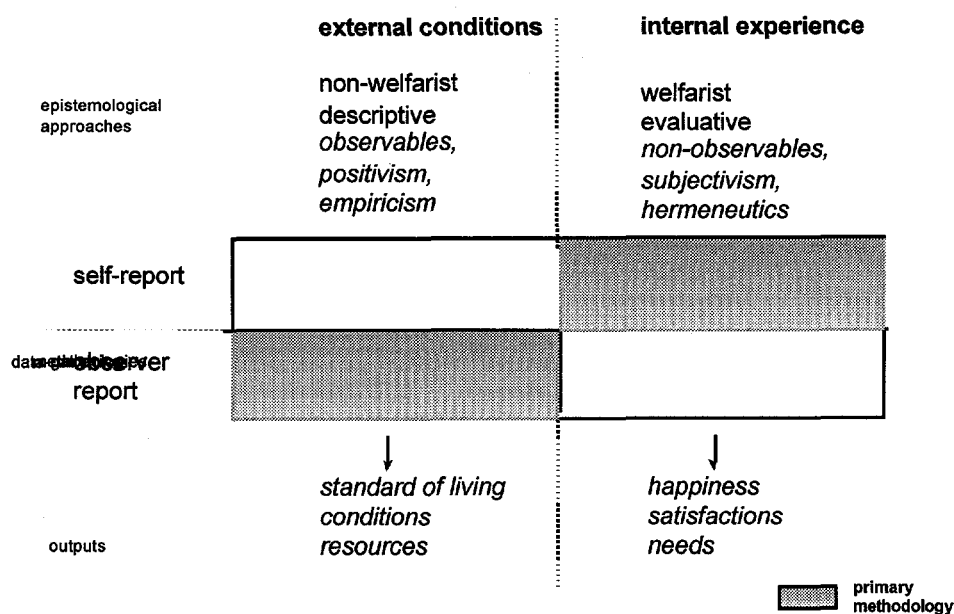 external conditions
internal experience
epistemological
approaches
non-welfarist
descriptive
observables,
positivism,
empiricism
welfarist
evaluative
non-observables,
subjectivism,
hermeneutics
self-report
observer
report
standard of living
conditions
resources
happiness
satisfactions
needs
outputs
primary
methodology